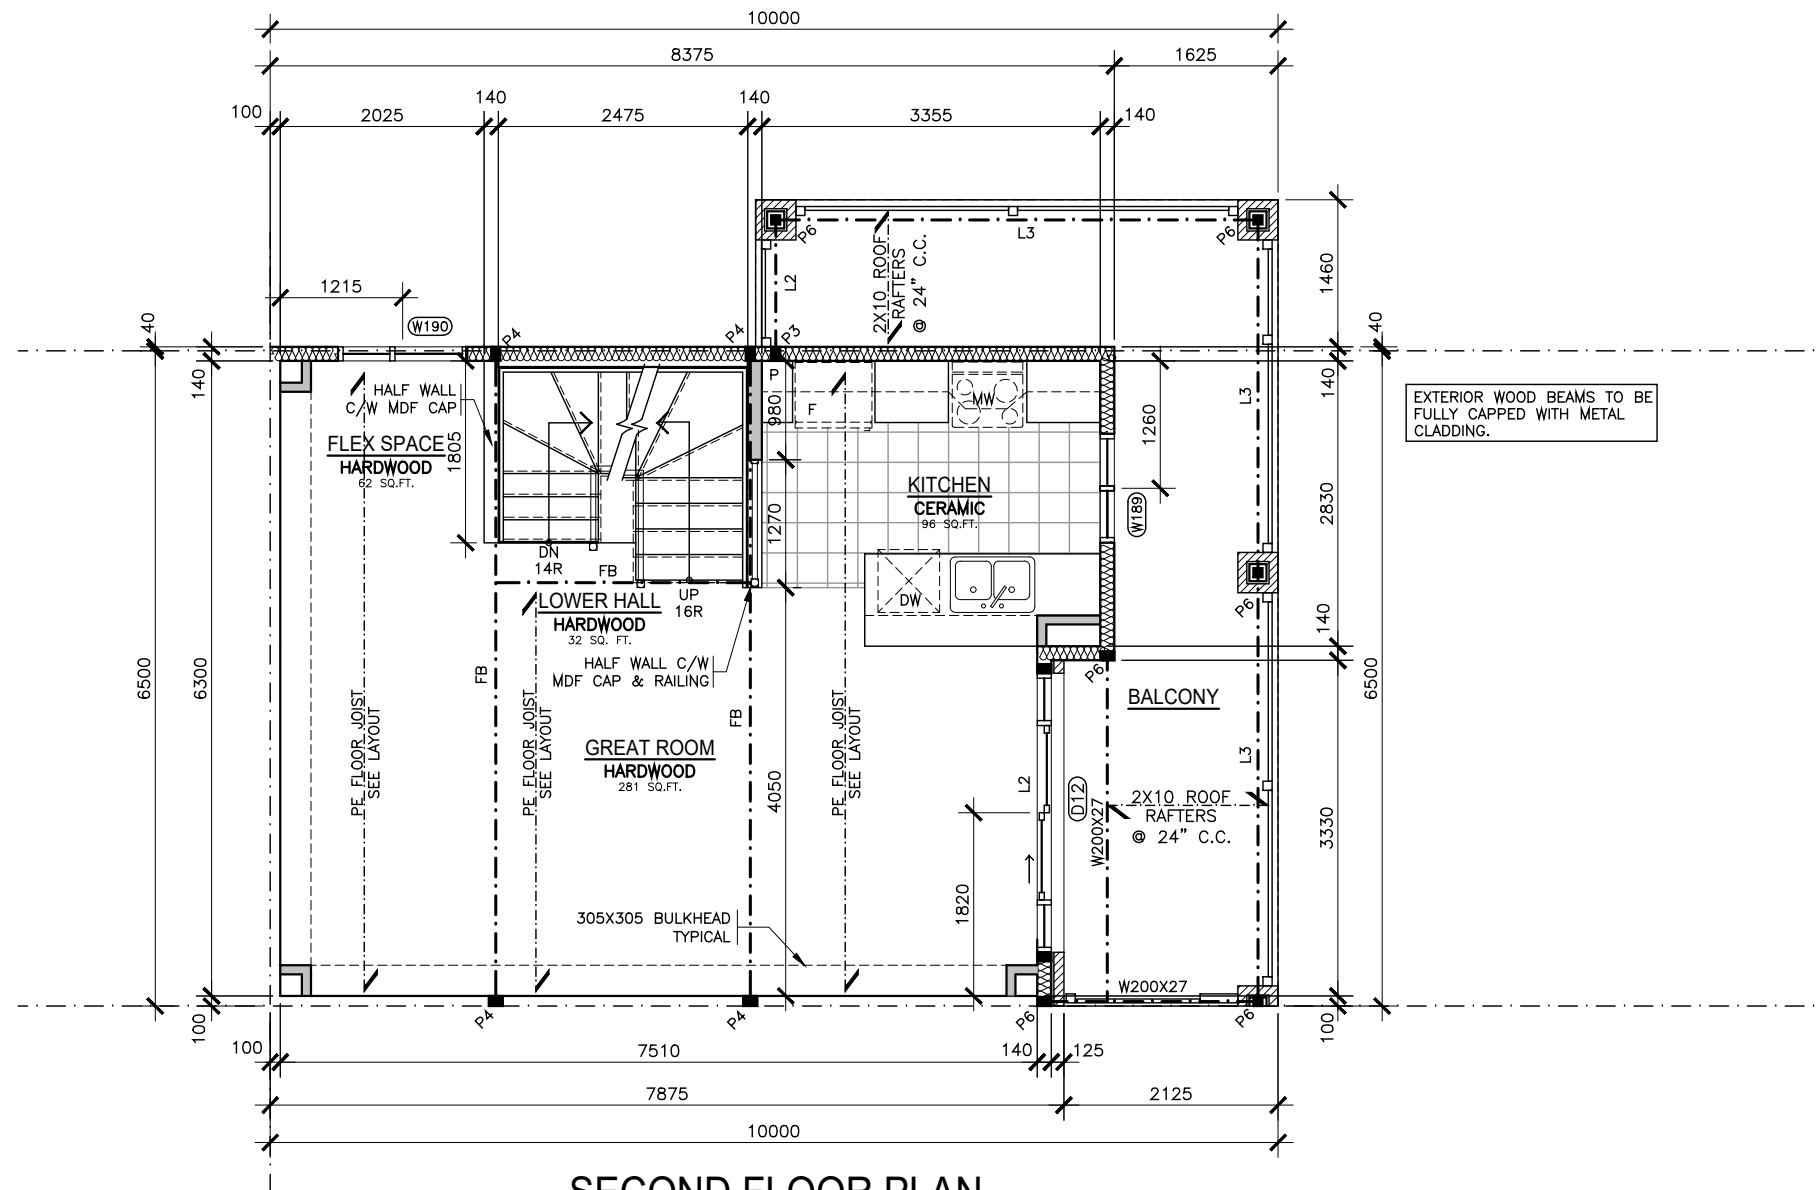 10000
8375
1625
140
140
100
2025
2475
3355
140
P6
L3
P6
L2
2X10 ROOF
RAFTERS
@ 24" C.C.
1460
1215
W190
P4
P4
P3
40
40
140
HALF WALL
C/W MDF CAP
FLEX SPACE
HARDWOOD
62 SQ.FT.
1805
P
980
F
MW
1260
L3
140
EXTERIOR WOOD BEAMS TO BE
FULLY CAPPED WITH METAL
CLADDING.
KITCHEN
CERAMIC
96 SQ.FT.
1270
W189
2830
DN
14R
FB
UP
16R
DW
P6
140
LOWER HALL
HARDWOOD
32 SQ. FT.
HALF WALL C/W
MDF CAP & RAILING
FB
FB
P6
6500
6300
6500
BALCONY
PE FLOOR JOIST
SEE LAYOUT
PE FLOOR JOIST
SEE LAYOUT
PE FLOOR JOIST
SEE LAYOUT
GREAT ROOM
HARDWOOD
281 SQ.FT.
4050
L2
D12
L3
2X10 ROOF
RAFTERS
@ 24" C.C.
W200X27
3330
1820
305X305 BULKHEAD
TYPICAL
W200X27
P4
P4
P6
P6
100
100
100
7510
140
125
7875
2125
10000
SECOND FLOOR PLAN